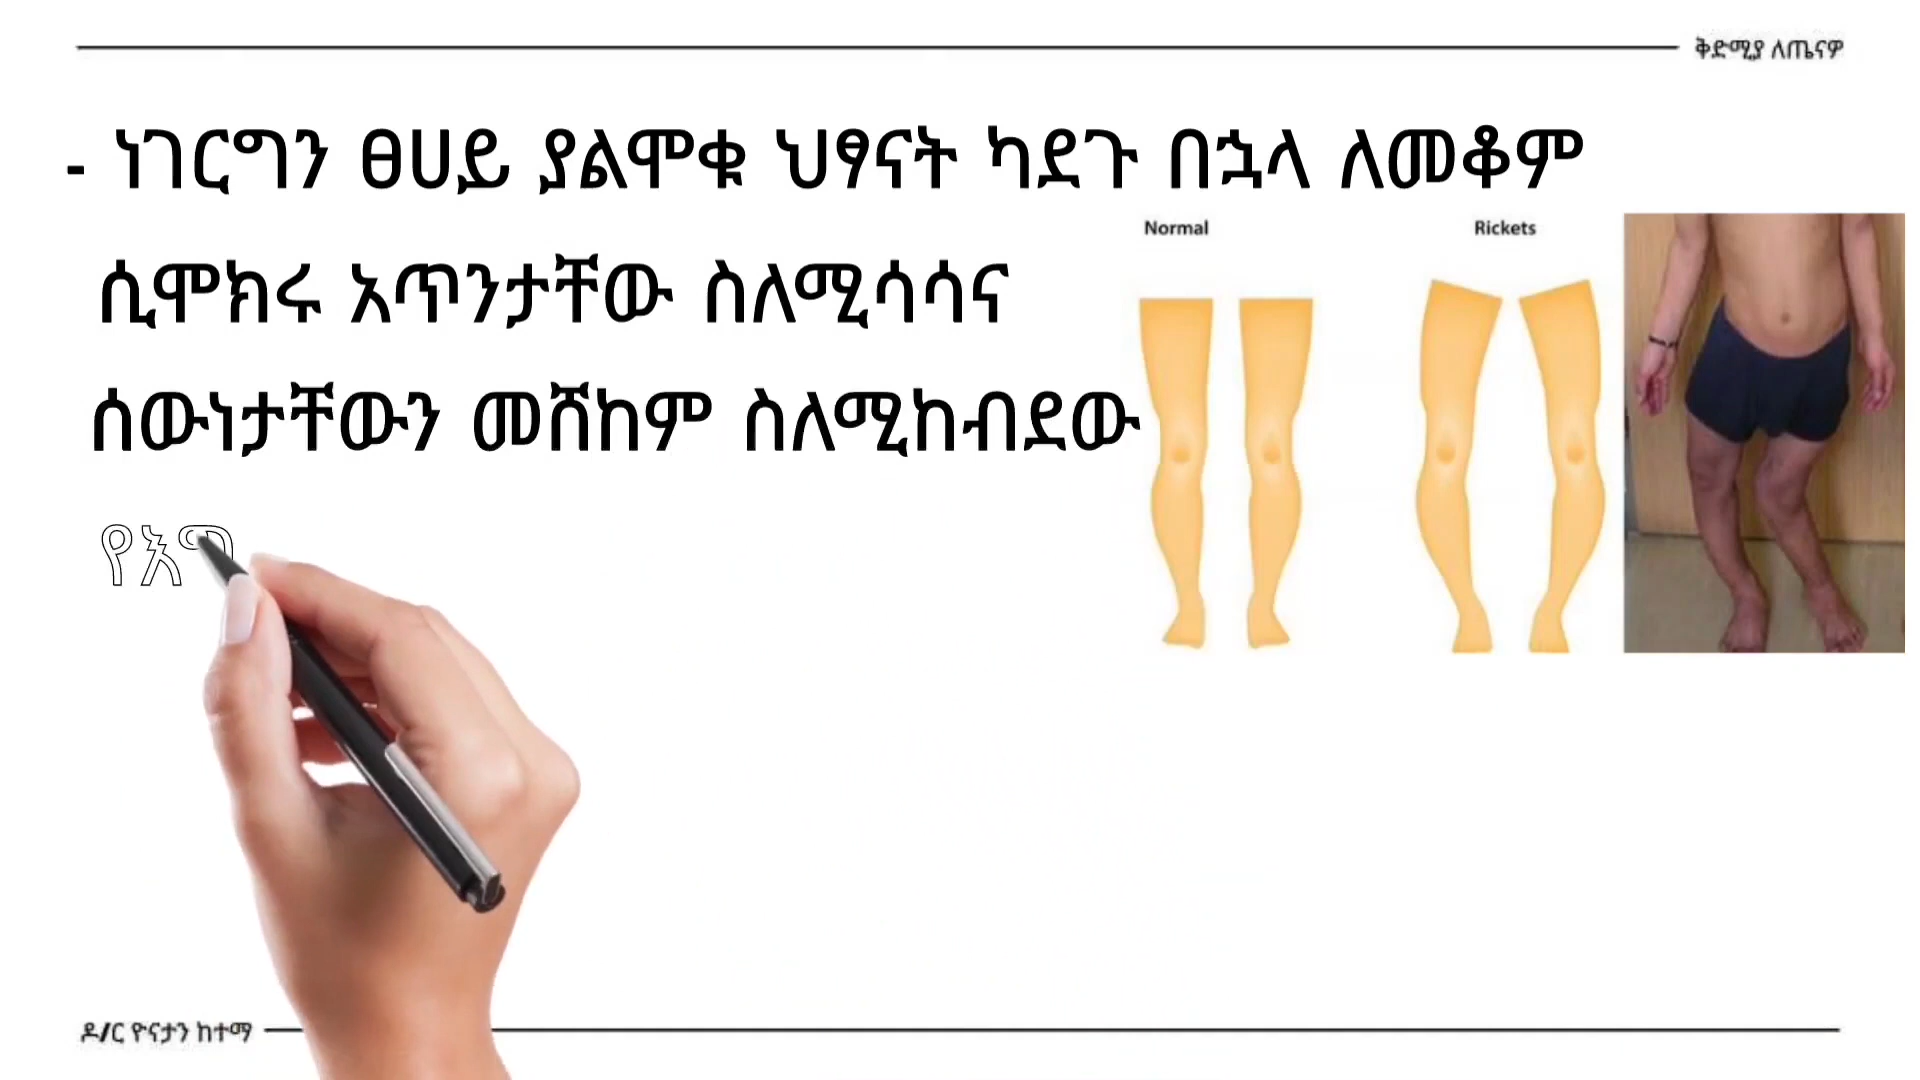 ቅድሚያ ለጤናዎ
- ነገርግን ፀሀይ ያልሞቁ ህፃናት ካደጉ በኋላ ለመቆም
ሲሞክሩ አጥንታቸው ስለሚሳሳና
ሰውነታቸውን መሸከም ስለሚከብደው
Normal
Rickets
ዶ/ር ዮናታን ከተማ